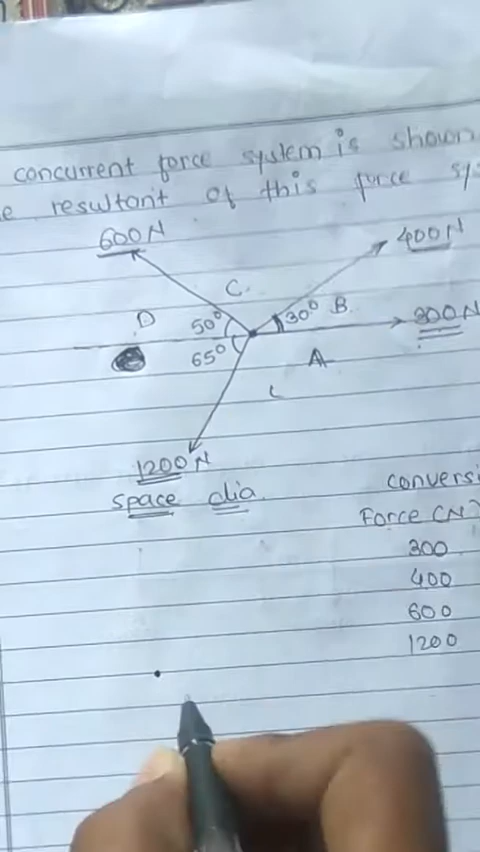 concurrent force system is shown
resultant of this force
600N
400N
C
50° 30° B
D
300N
65°
A
1200N
Space dia.
Force (N)
300
400
600
1200